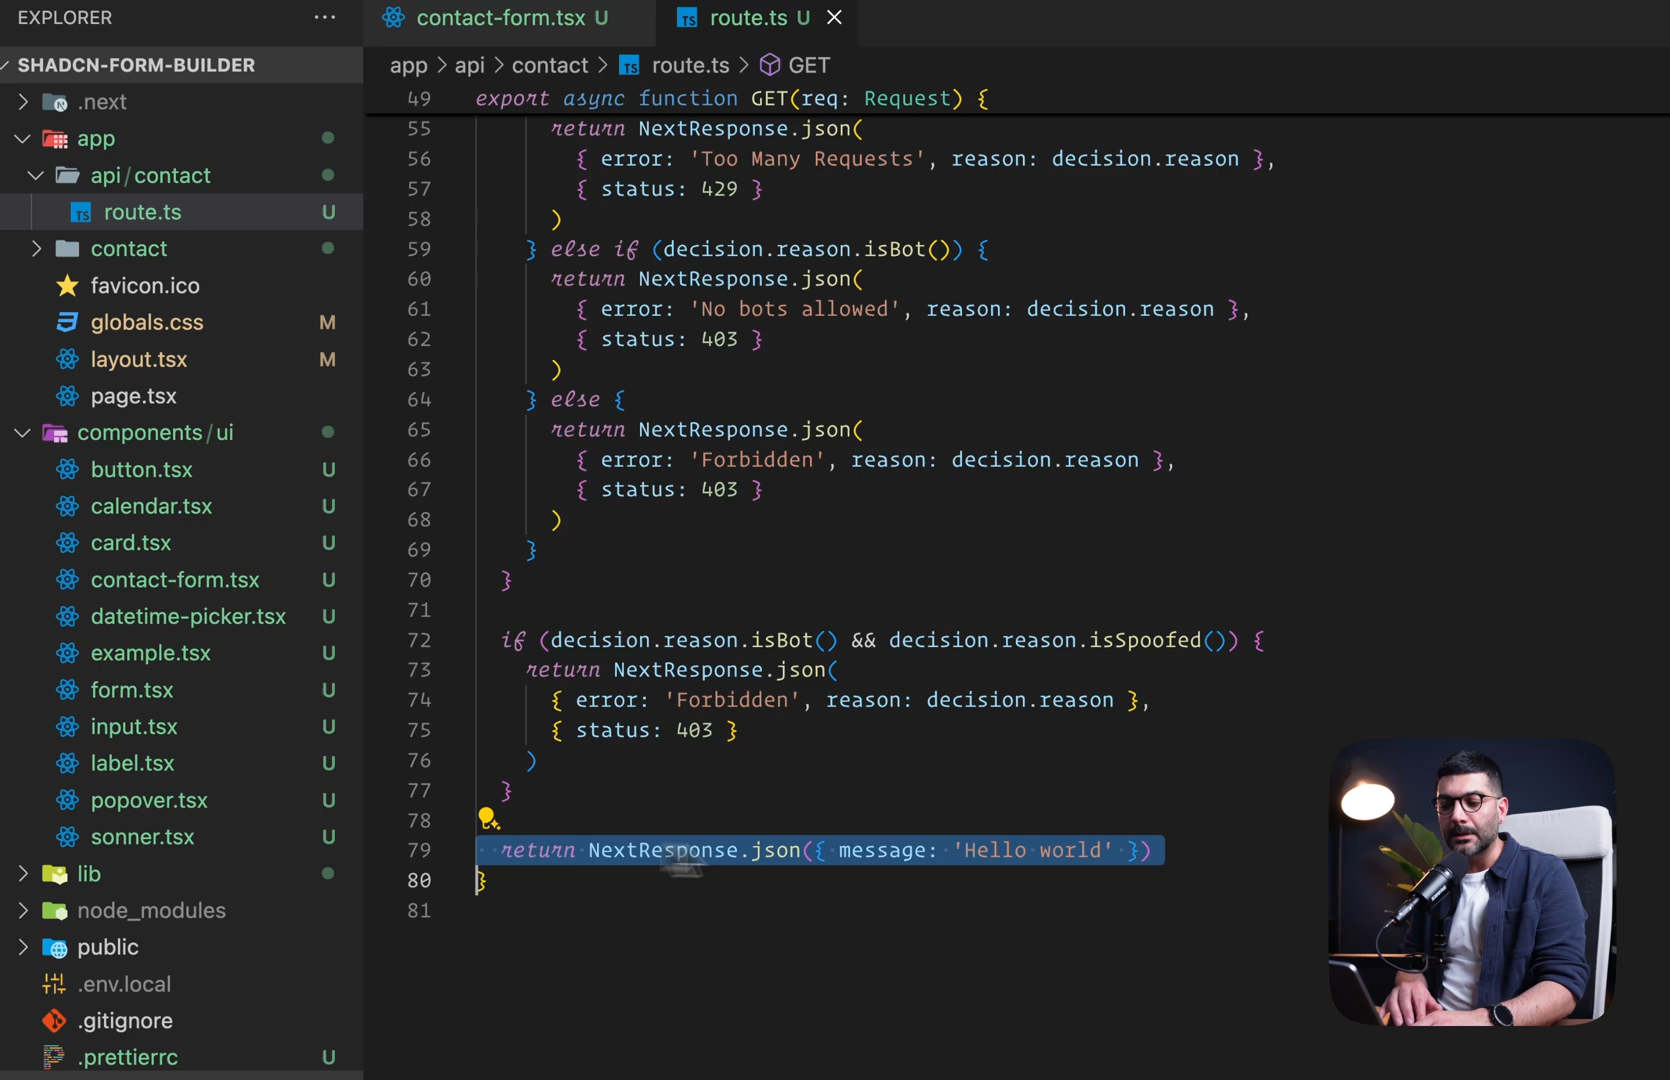 EXPLORER
SHADCN-FORM-BUILDER
.next
app
api/contact
route.ts U
contact
favicon.ico
globals.css M
layout.tsx M
page.tsx
components/ui
button.tsx U
calendar.tsx U
card.tsx U
contact-form.tsx U
datetime-picker.tsx U
example.tsx U
form.tsx U
input.tsx U
label.tsx U
popover.tsx U
sonner.tsx U
lib
node_modules
public
.env.local
.gitignore
.prettierrc U
contact-form.tsx U
TS route.ts U
app > api > contact > TS route.ts > GET
49 export async function GET(req: Request) {
55 return NextResponse.json(
56 { error: 'Too Many Requests', reason: decision.reason },
57 { status: 429 }
58 )
59 } else if (decision.reason.isBot()) {
60 return NextResponse.json(
61 { error: 'No bots allowed', reason: decision.reason },
62 { status: 403 }
63 )
64 } else {
65 return NextResponse.json(
66 { error: 'Forbidden', reason: decision.reason },
67 { status: 403 }
68 )
69 }
70 }
71
72 if (decision.reason.isBot() && decision.reason.isSpoofed()) {
73 return NextResponse.json(
74 { error: 'Forbidden', reason: decision.reason },
75 { status: 403 }
76 )
77 }
78
79 return NextResponse.json({ message: 'Hello world' })
80 }
81